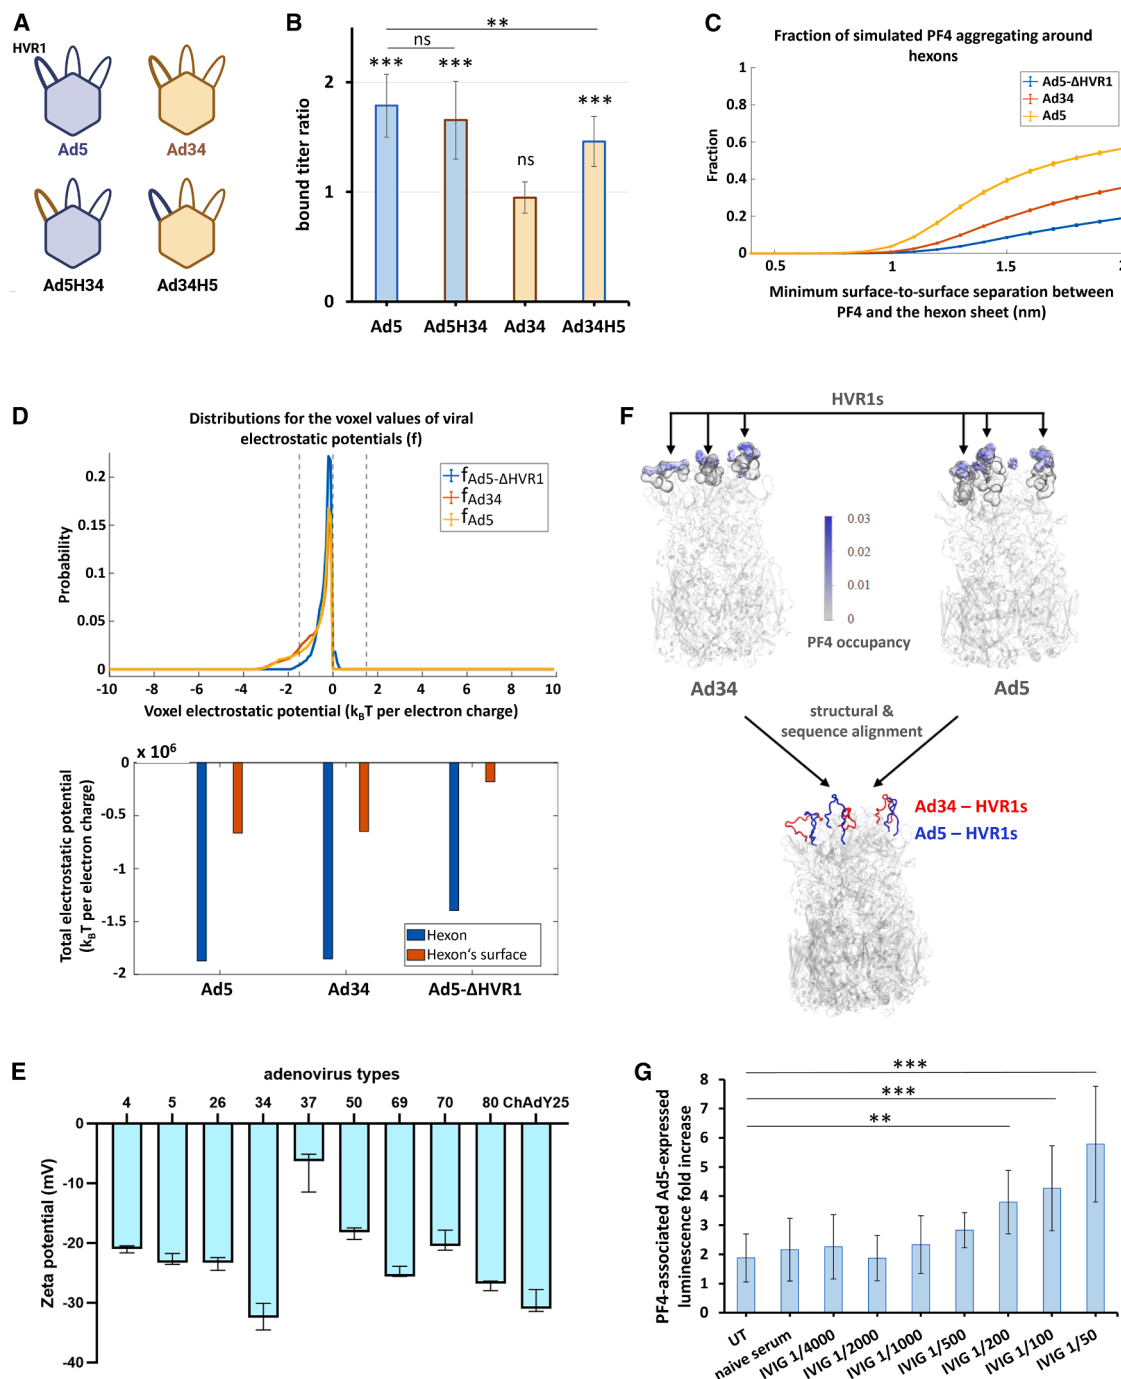 A
HVR1
Ad5
Ad34
Ad5H34
Ad34H5
B
**
ns
***
***
ns
***
bound titer ratio
2
1
0
Ad5
Ad5H34
Ad34
Ad34H5
C
Fraction of simulated PF4 aggregating around
hexons
Ad5-ΔHVR1
Ad34
Ad5
Fraction
1
0.8
0.6
0.4
0.2
0
0.5
1
1.5
2
Minimum surface-to-surface separation between
PF4 and the hexon sheet (nm)
D
Distributions for the voxel values of viral
electrostatic potentials (f)
fAd5-ΔHVR1
fAd34
fAd5
Probability
0.2
0.15
0.1
0.05
0
-10 -8 -6 -4 -2 0 2 4 6 8 10
Voxel electrostatic potential (kBT per electron charge)
x 10^6
Total electrostatic potential
(kBT per electron charge)
0
-0.5
-1
-1.5
-2
Hexon
Hexon's surface
Ad5
Ad34
Ad5-ΔHVR1
F
HVR1s
0.03
0.02
0.01
0
PF4 occupancy
Ad34
Ad5
structural &
sequence alignment
Ad34 – HVR1s
Ad5 – HVR1s
E
adenovirus types
4 5 26 34 37 50 69 70 80 ChAdY25
Zeta potential (mV)
0
-10
-20
-30
-40
G
***
***
**
PF4-associated Ad5-expressed
luminescence fold increase
8
7
6
5
4
3
2
1
0
UT
naive serum
IVIG 1/4000
IVIG 1/2000
IVIG 1/1000
IVIG 1/500
IVIG 1/200
IVIG 1/100
IVIG 1/50